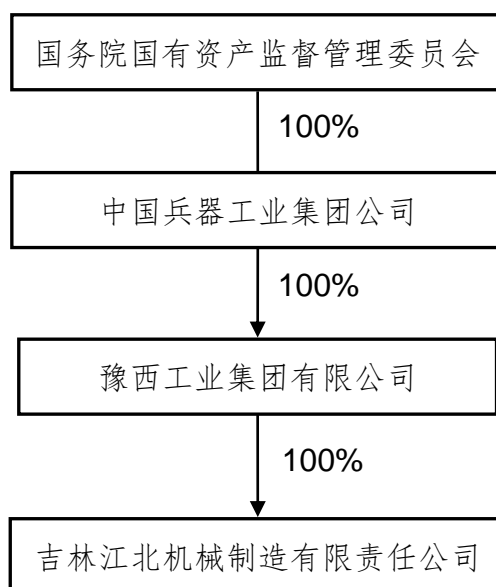 国务院国有资产监督管理委员会
100%
中国兵器工业集团公司
100%
豫西工业集团有限公司
100%
吉林江北机械制造有限责任公司